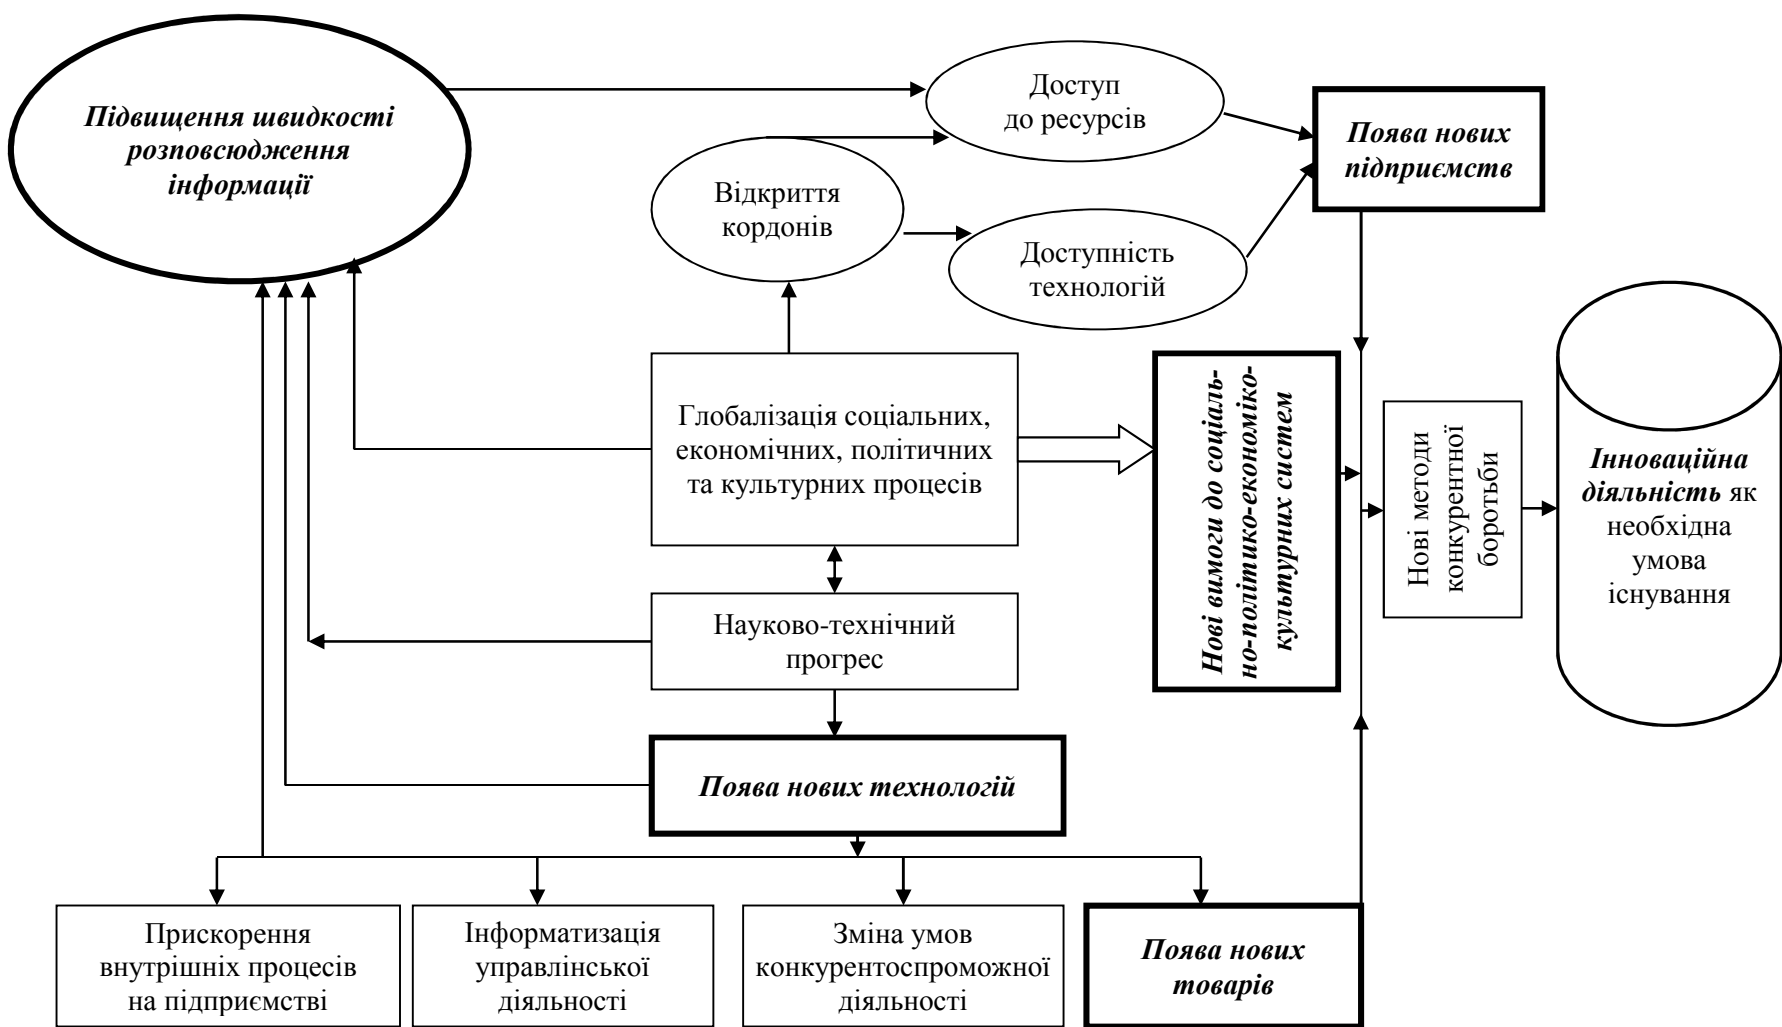 Підвищення швидкості
розповсюдження
інформації
Доступ
до ресурсів
Поява нових
підприємств
Відкриття
кордонів
Доступність
технологій
Глобалізація соціальних,
економічних, політичних
та культурних процесів
Нові вимоги до соціаль-
но-політико-економіко-
культурних систем
Нові методи
конкурентної
боротьби
Інноваційна
діяльність як
необхідна
умова
існування
Науково-технічний
прогрес
Поява нових технологій
Прискорення
внутрішніх процесів
на підприємстві
Інформатизація
управлінської
діяльності
Зміна умов
конкурентоспроможної
діяльності
Поява нових
товарів